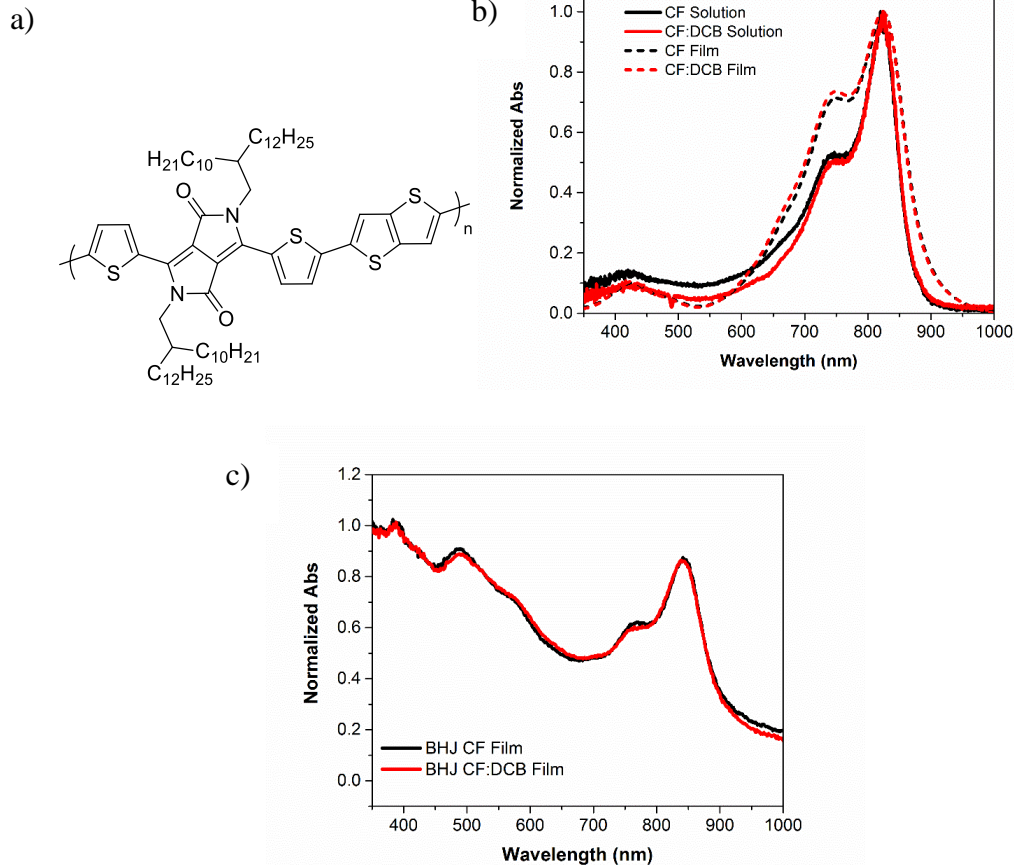 a)
C12H25
H21C10
O
N
S
S
)
n
(
S
S
N
O
C10H21
C12H25
b)
CF Solution
CF:DCB Solution
CF Film
CF:DCB Film
Normalized Abs
1.0
0.8
0.6
0.4
0.2
0.0
400 500 600 700 800 900 1000
Wavelength (nm)
c)
Normalized Abs
1.2
1.0
0.8
0.6
0.4
0.2
0.0
BHJ CF Film
BHJ CF:DCB Film
400 500 600 700 800 900 1000
Wavelength (nm)